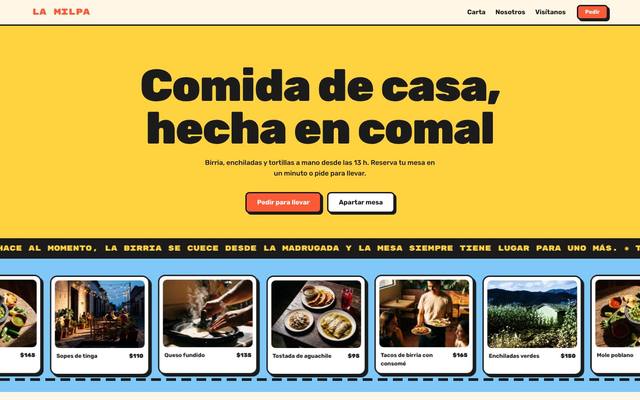 LA MILPA
Carta Nosotros Visítanos Pedir
Comida de casa,
hecha en comal
Birria, enchiladas y tortillas a mano desde las 13 h. Reserva tu mesa en
un minuto o pide para llevar.
Pedir para llevar Apartar mesa
HACE AL MOMENTO, LA BIRRIA SE CUECE DESDE LA MADRUGADA Y LA MESA SIEMPRE TIENE LUGAR PARA UNO MÁS.
$145
Sopes de tinga $110
Queso fundido $135
Tostada de aguachile $95
Tacos de birria con
consomé $165
Enchiladas verdes $150
Mole poblano